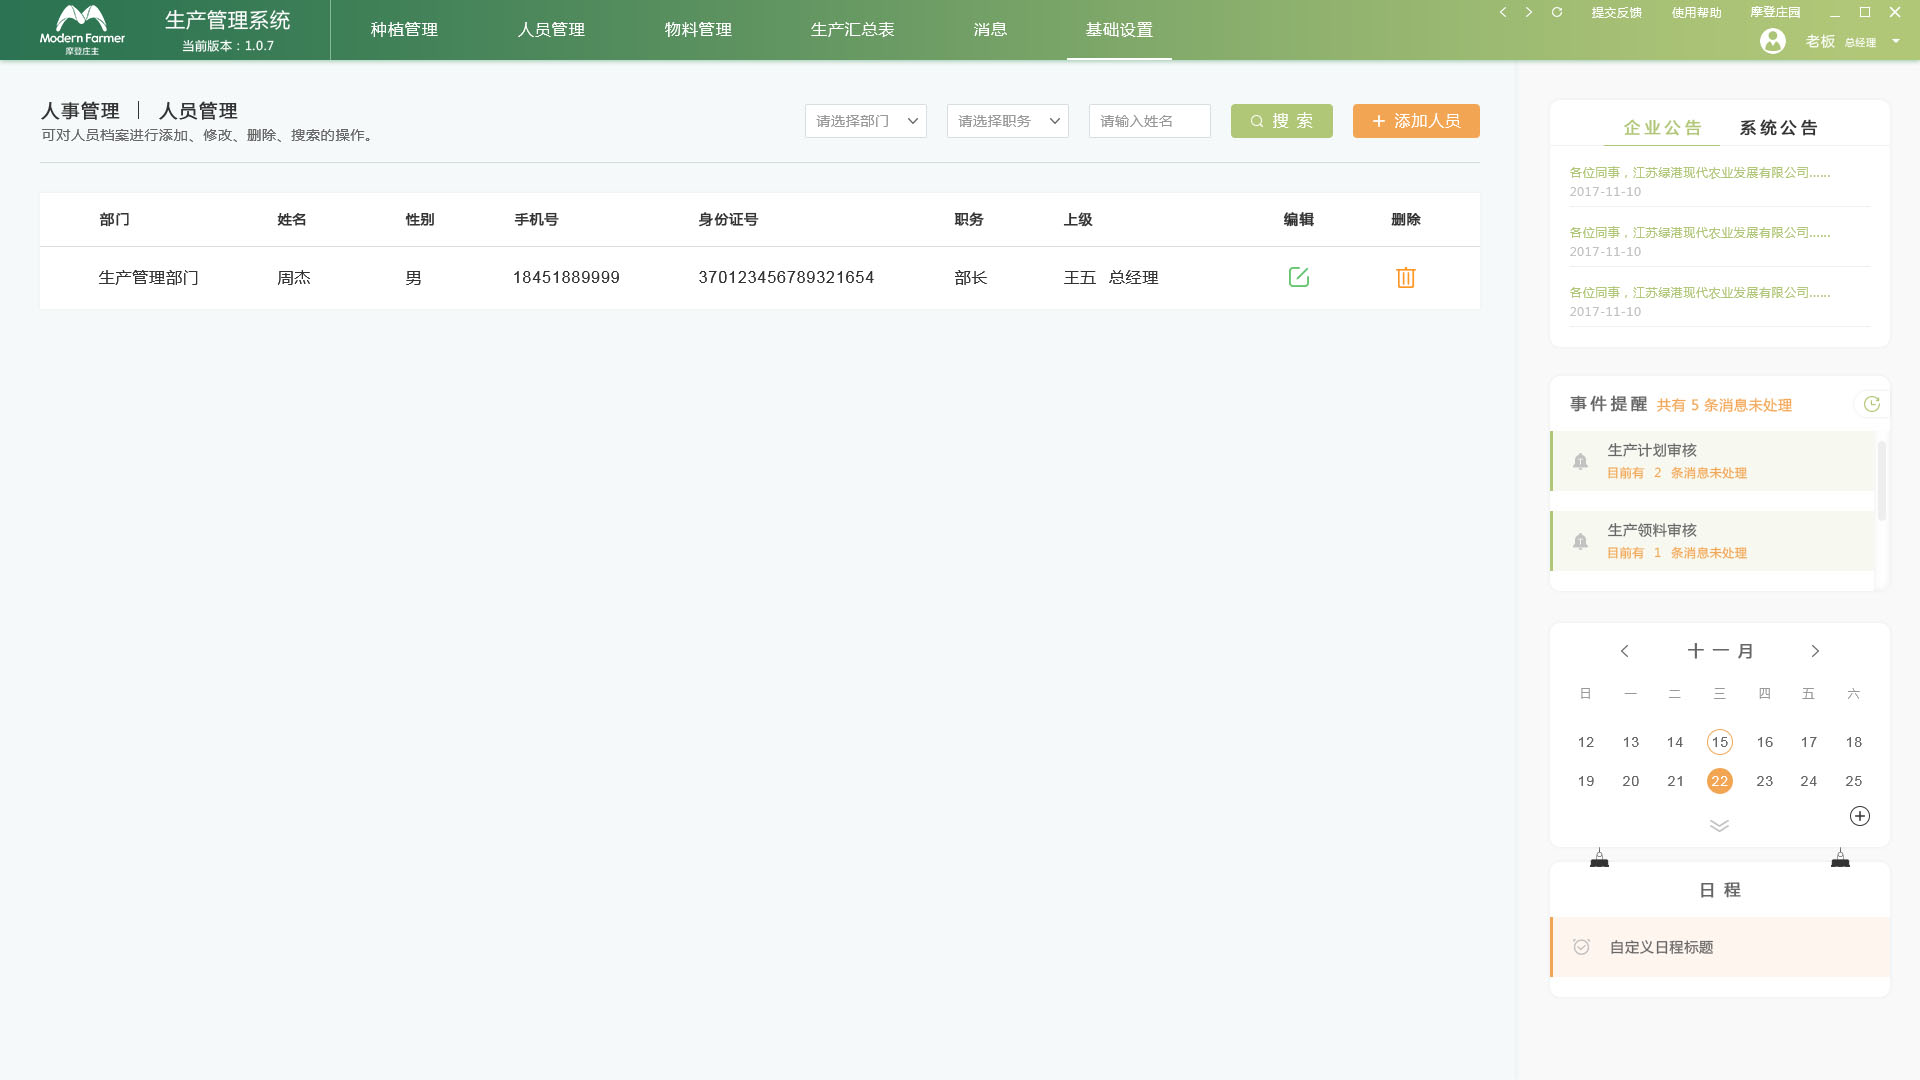 Modern Farmer
摩登庄主
生产管理系统
当前版本：1.0.7
种植管理 人员管理 物料管理 生产汇总表 消息 基础设置
提交反馈 使用帮助 摩登庄园
老板 总经理
人事管理 | 人员管理
可对人员档案进行添加、修改、删除、搜索的操作。
请选择部门 请选择职务 请输入姓名 搜 索 添加人员
部门 姓名 性别 手机号 身份证号 职务 上级 编辑 删除
生产管理部门 周杰 男 18451889999 370123456789321654 部长 王五 总经理
企业公告 系统公告
各位同事，江苏绿港现代农业发展有限公司......
2017-11-10
各位同事，江苏绿港现代农业发展有限公司......
2017-11-10
各位同事，江苏绿港现代农业发展有限公司......
2017-11-10
事件提醒 共有 5 条消息未处理
生产计划审核
目前有 2 条消息未处理
生产领料审核
目前有 1 条消息未处理
十一月
日 一 二 三 四 五 六
12 13 14 15 16 17 18
19 20 21 22 23 24 25
日 程
自定义日程标题